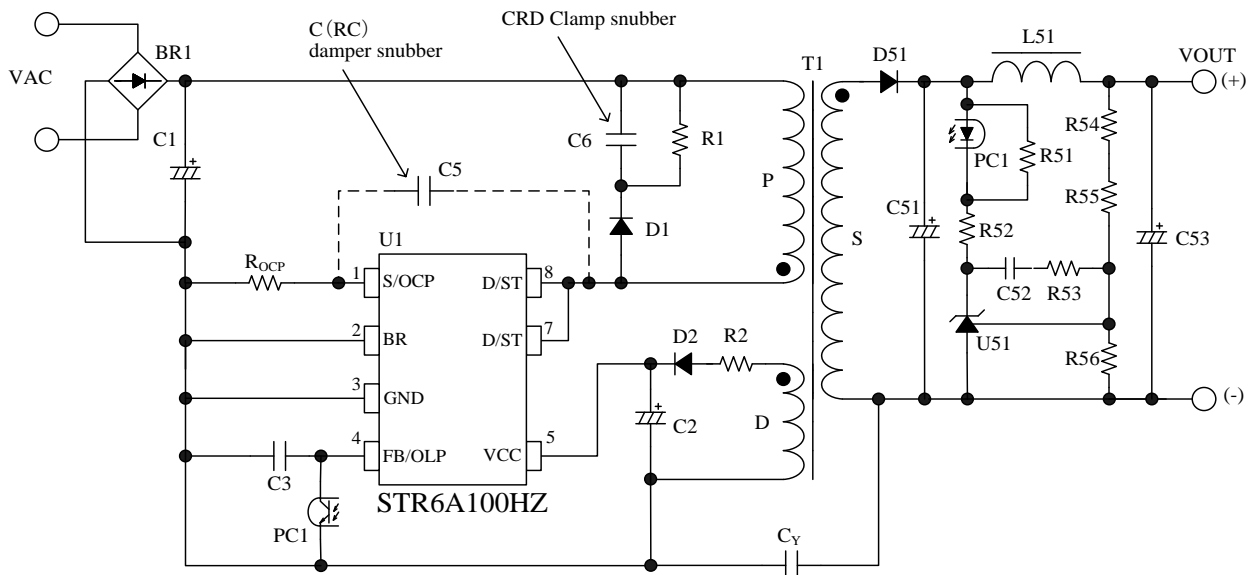 C（RC）
damper snubber
CRD Clamp snubber
VAC
BR1
C1
C6
R1
T1
P
S
D51
L51
VOUT
(+)
PC1
R51
R54
R55
C51
R52
C53
C52
R53
U51
R56
(-)
C5
D1
U1
ROCP
1
S/OCP
D/ST
8
2
BR
D/ST
7
3
GND
4
FB/OLP
VCC
5
STR6A100HZ
D2
R2
C2
D
C3
PC1
CY